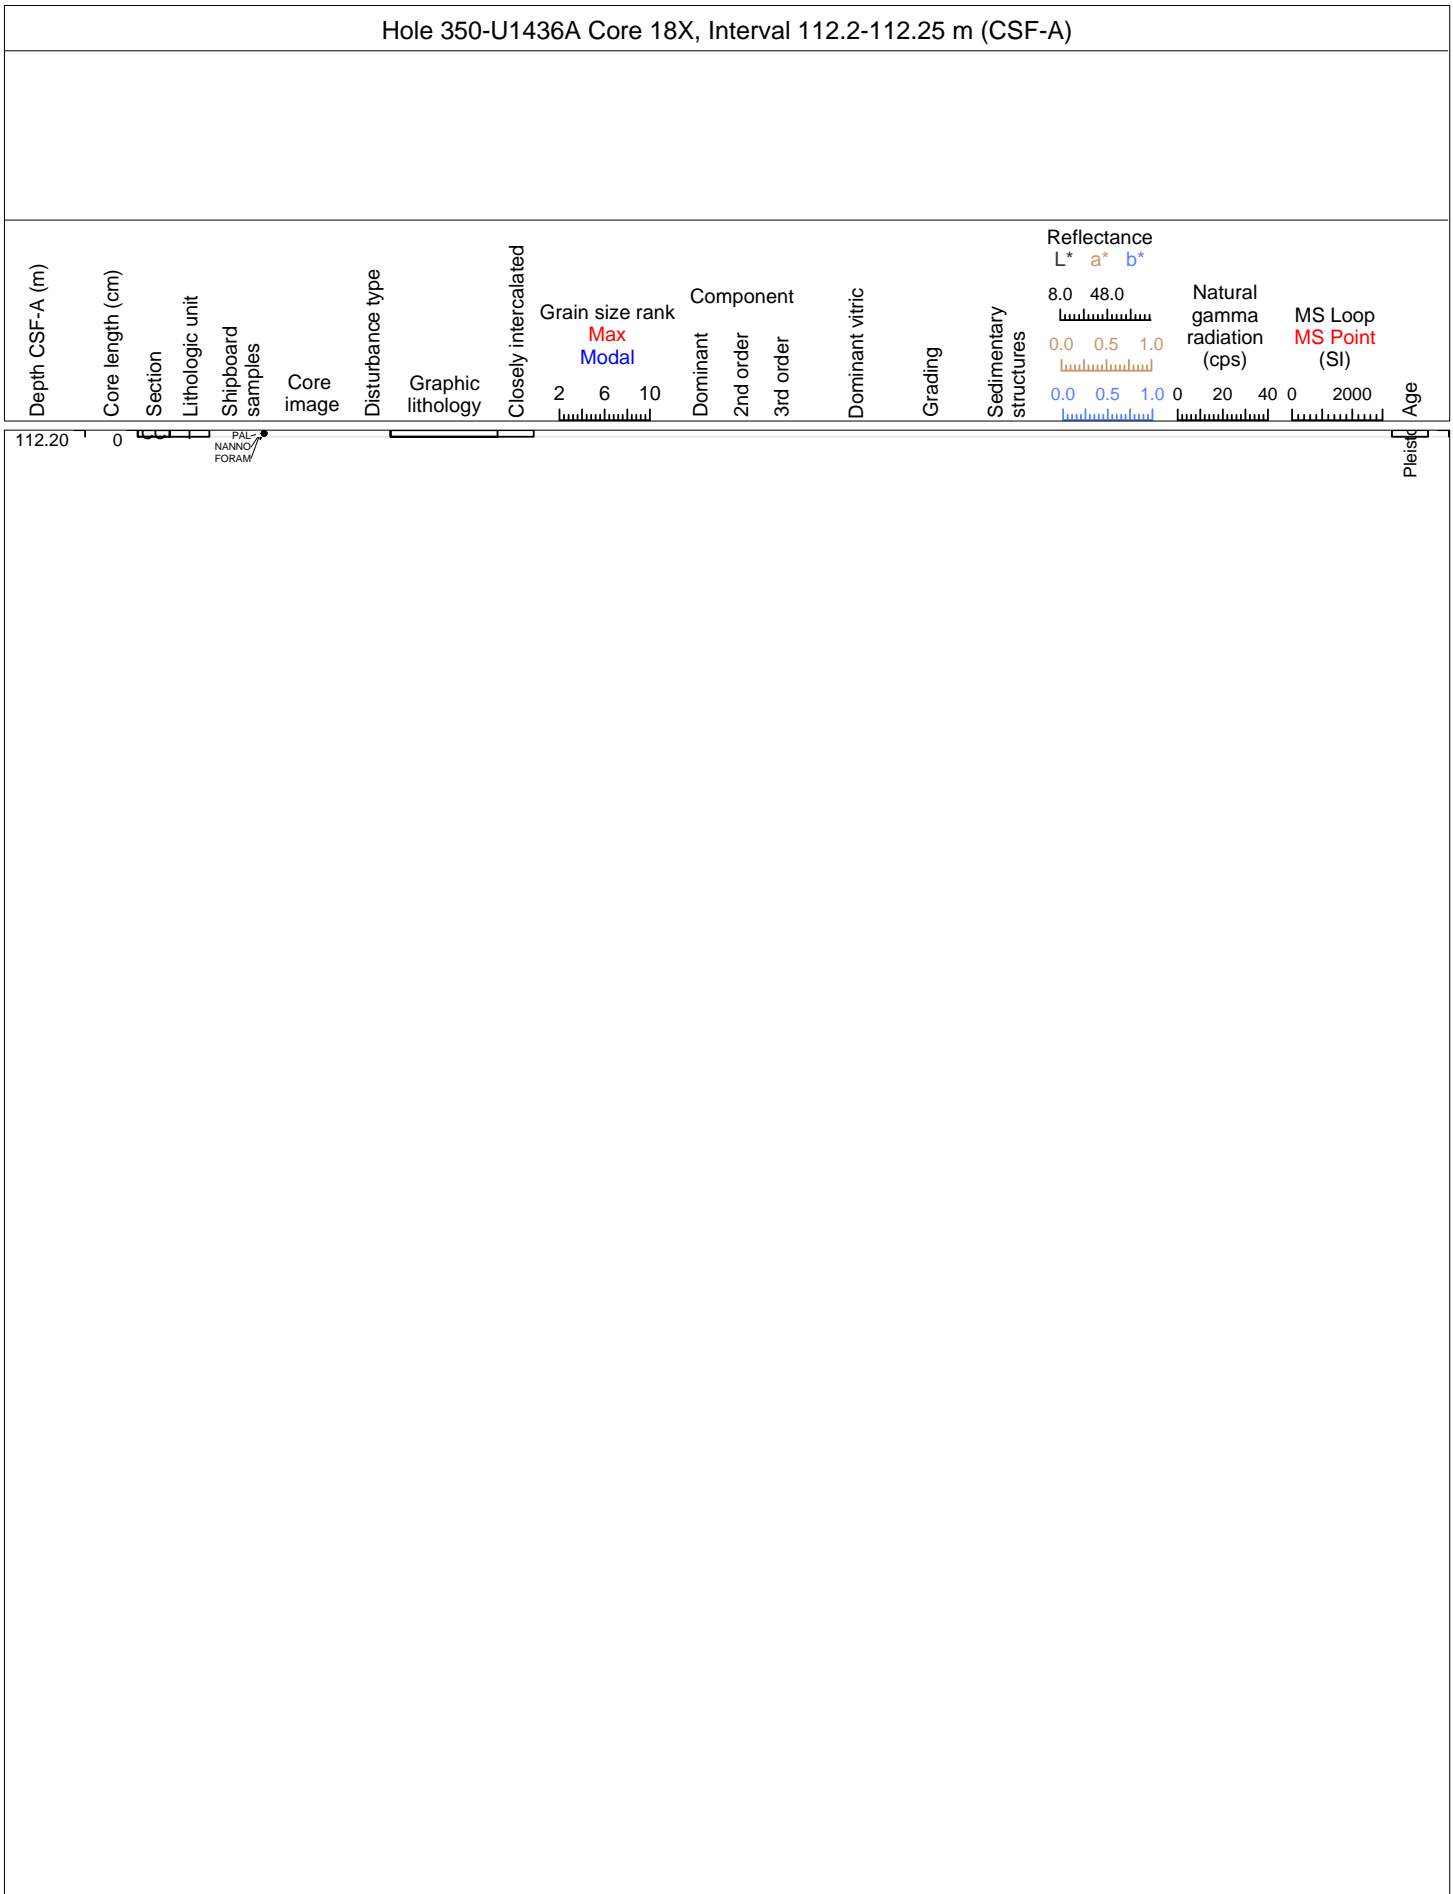 Hole 350-U1436A Core 18X, Interval 112.2-112.25 m (CSF-A)
Depth CSF-A (m)
Core length (cm)
Section
Lithologic unit
Shipboard
samples
Core
image
Disturbance type
Graphic
lithology
Closely intercalated
Grain size rank
Max
Modal
2 6 10
Component
Dominant
2nd order
3rd order
Dominant vitric
Grading
Sedimentary
structures
Reflectance
L* a* b*
8.0 48.0
0.0 0.5 1.0
0.0 0.5 1.0
Natural
gamma
radiation
(cps)
0 20 40
MS Loop
MS Point
(SI)
0 2000
Age
112.20
0
PAL
NANNO
FORAM
Pleisto